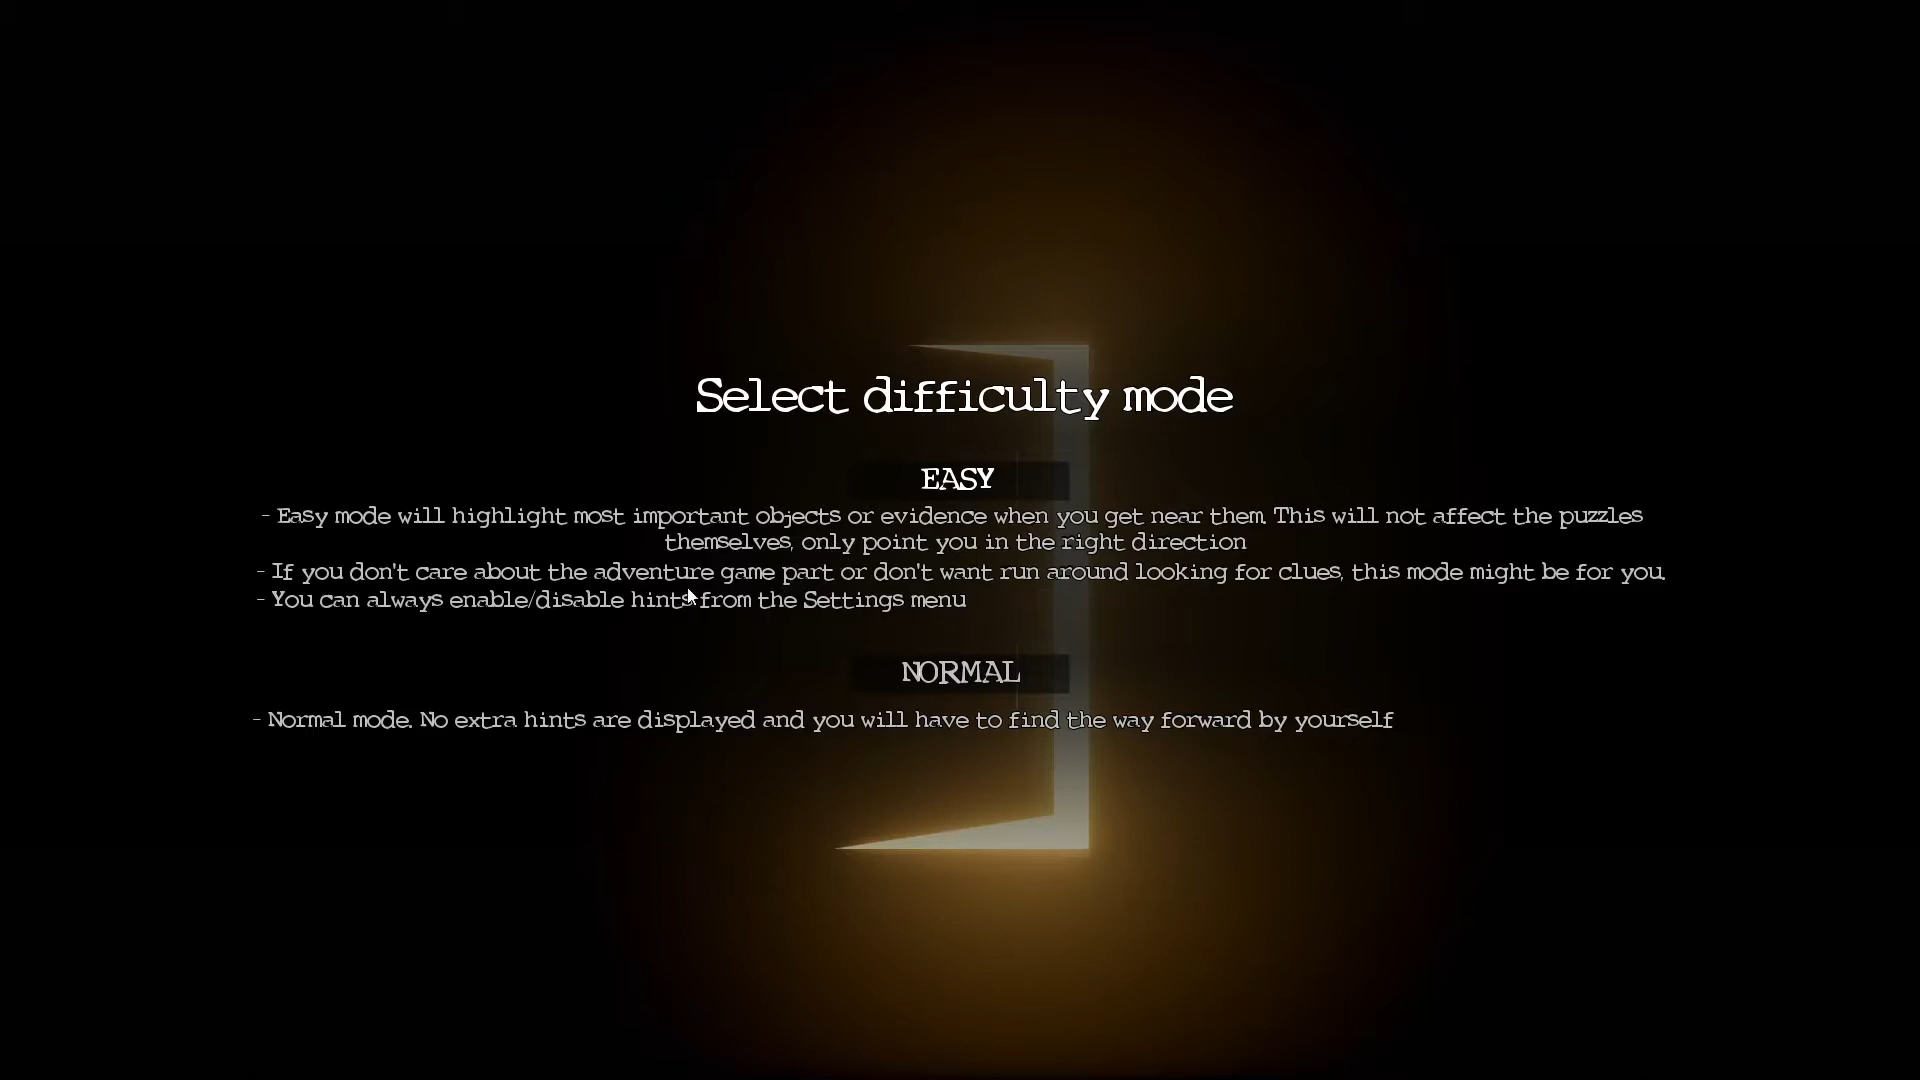 Select difficulty mode
EASY
- Easy mode will highlight most important objects or evidence when you get near them. This will not affect the puzzles
themselves, only point you in the right direction
- If you don't care about the adventure game part or don't want run around looking for clues, this mode might be for you.
- You can always enable/disable hints from the Settings menu
NORMAL
- Normal mode. No extra hints are displayed and you will have to find the way forward by yourself